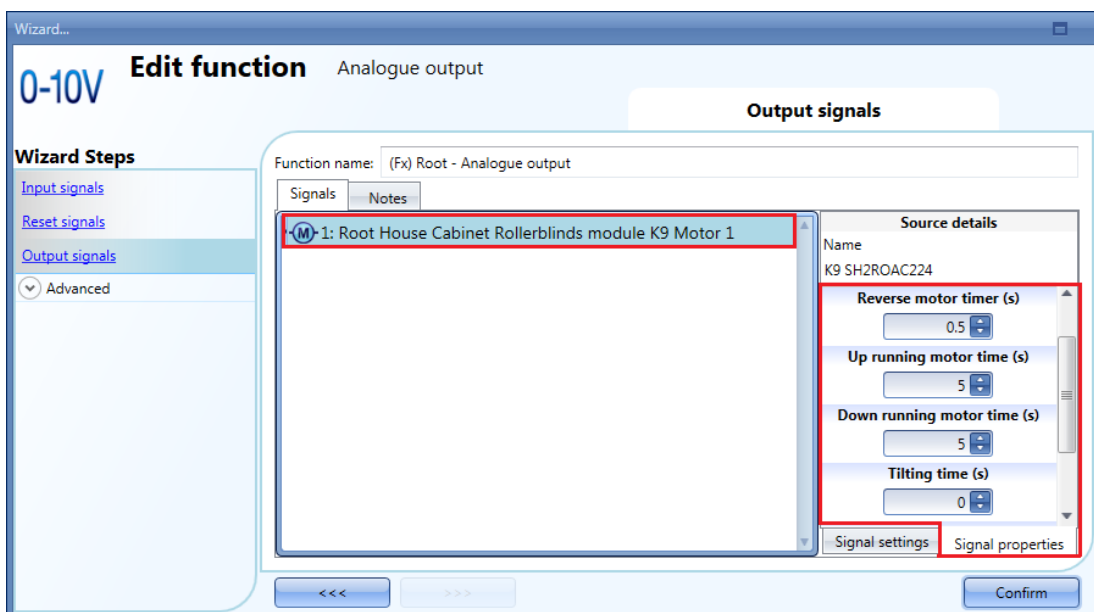 Wizard...
0-10V
Edit function
Analogue output
Output signals
Wizard Steps
Input signals
Reset signals
Output signals
Advanced
Function name: (Fx) Root - Analogue output
Signals
Notes
M 1: Root House Cabinet Rollerblinds module K9 Motor 1
Source details
Name
K9 SH2ROAC224
Reverse motor timer (s)
0.5
Up running motor time (s)
5
Down running motor time (s)
5
Tilting time (s)
0
Signal settings
Signal properties
<<<
>>>
Confirm